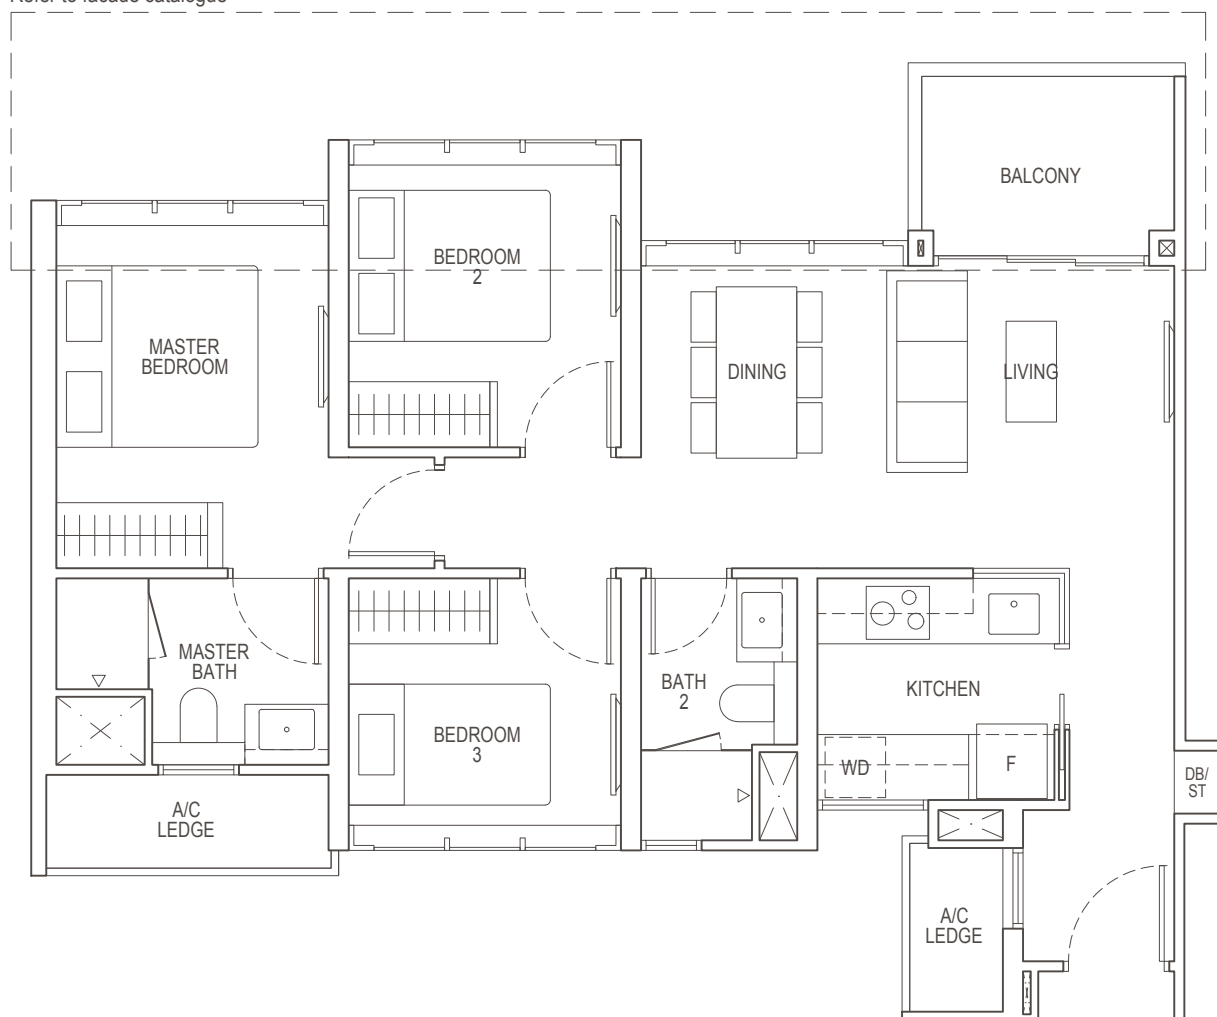 Refer to facade catalogue
BALCONY
BEDROOM
2
MASTER
BEDROOM
DINING
LIVING
MASTER
BATH
BATH
2
KITCHEN
BEDROOM
3
WD
F
DB/
ST
A/C
LEDGE
A/C
LEDGE